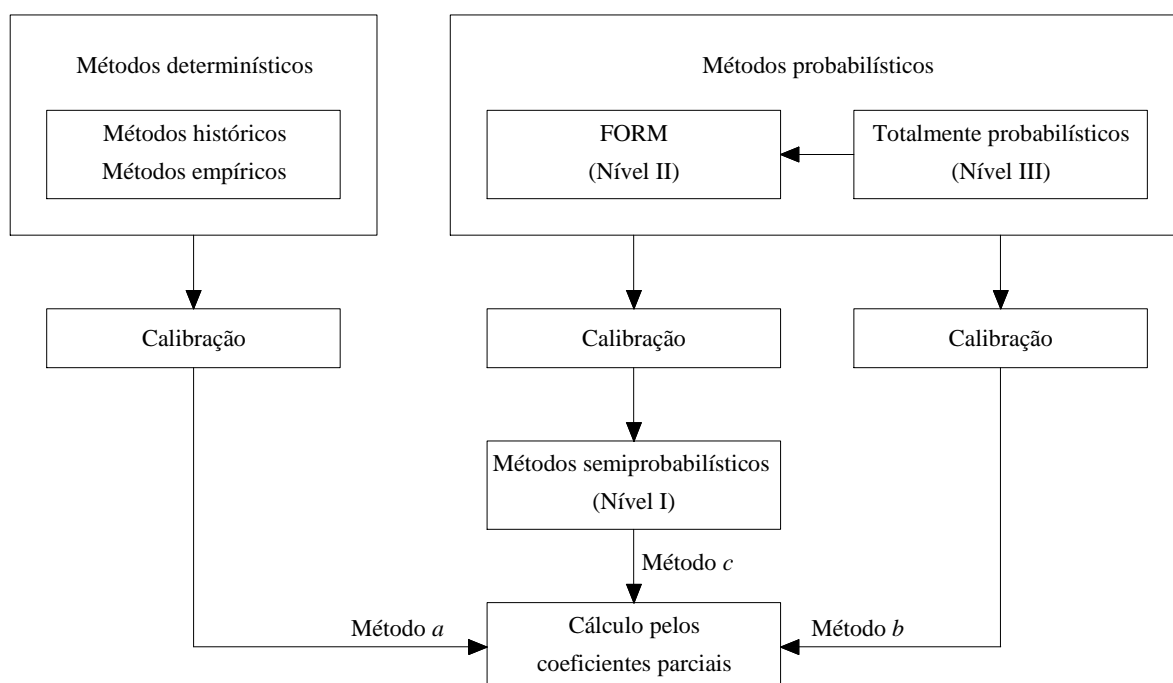 Métodos determinísticos
Métodos probabilísticos
Métodos históricos
Métodos empíricos
FORM
(Nível II)
Totalmente probabilísticos
(Nível III)
Calibração
Calibração
Calibração
Métodos semiprobabilísticos
(Nível I)
Método c
Método a
Cálculo pelos
coeficientes parciais
Método b